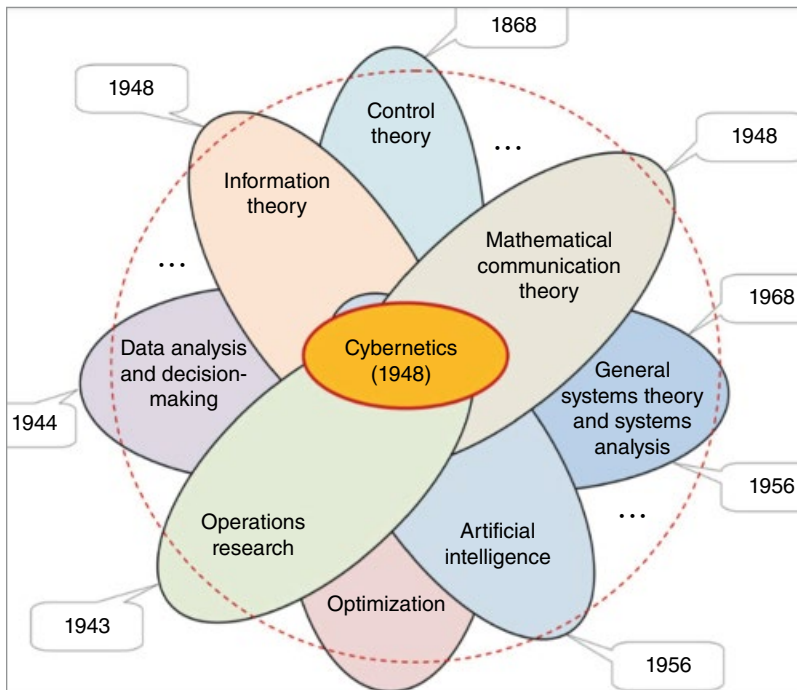 1868
1948
Control
theory
...
1948
Information
theory
Mathematical
communication
theory
...
1968
Cybernetics
(1948)
Data analysis
and decision-
making
General
systems theory
and systems
analysis
1944
1956
...
Operations
research
Artificial
intelligence
Optimization
1943
1956